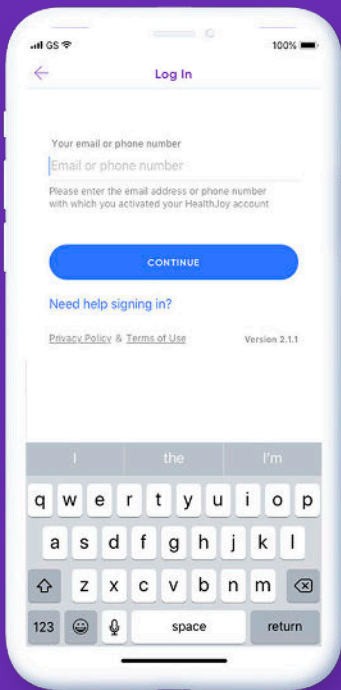 GS 100%
Log In
Your email or phone number
Email or phone number
Please enter the email address or phone number
with which you activated your HealthJoy account
CONTINUE
Need help signing in?
Privacy Policy & Terms of Use Version 2.1.1
I the I'm
q w e r t y u i o p
a s d f g h j k l
z x c v b n m
123 space return